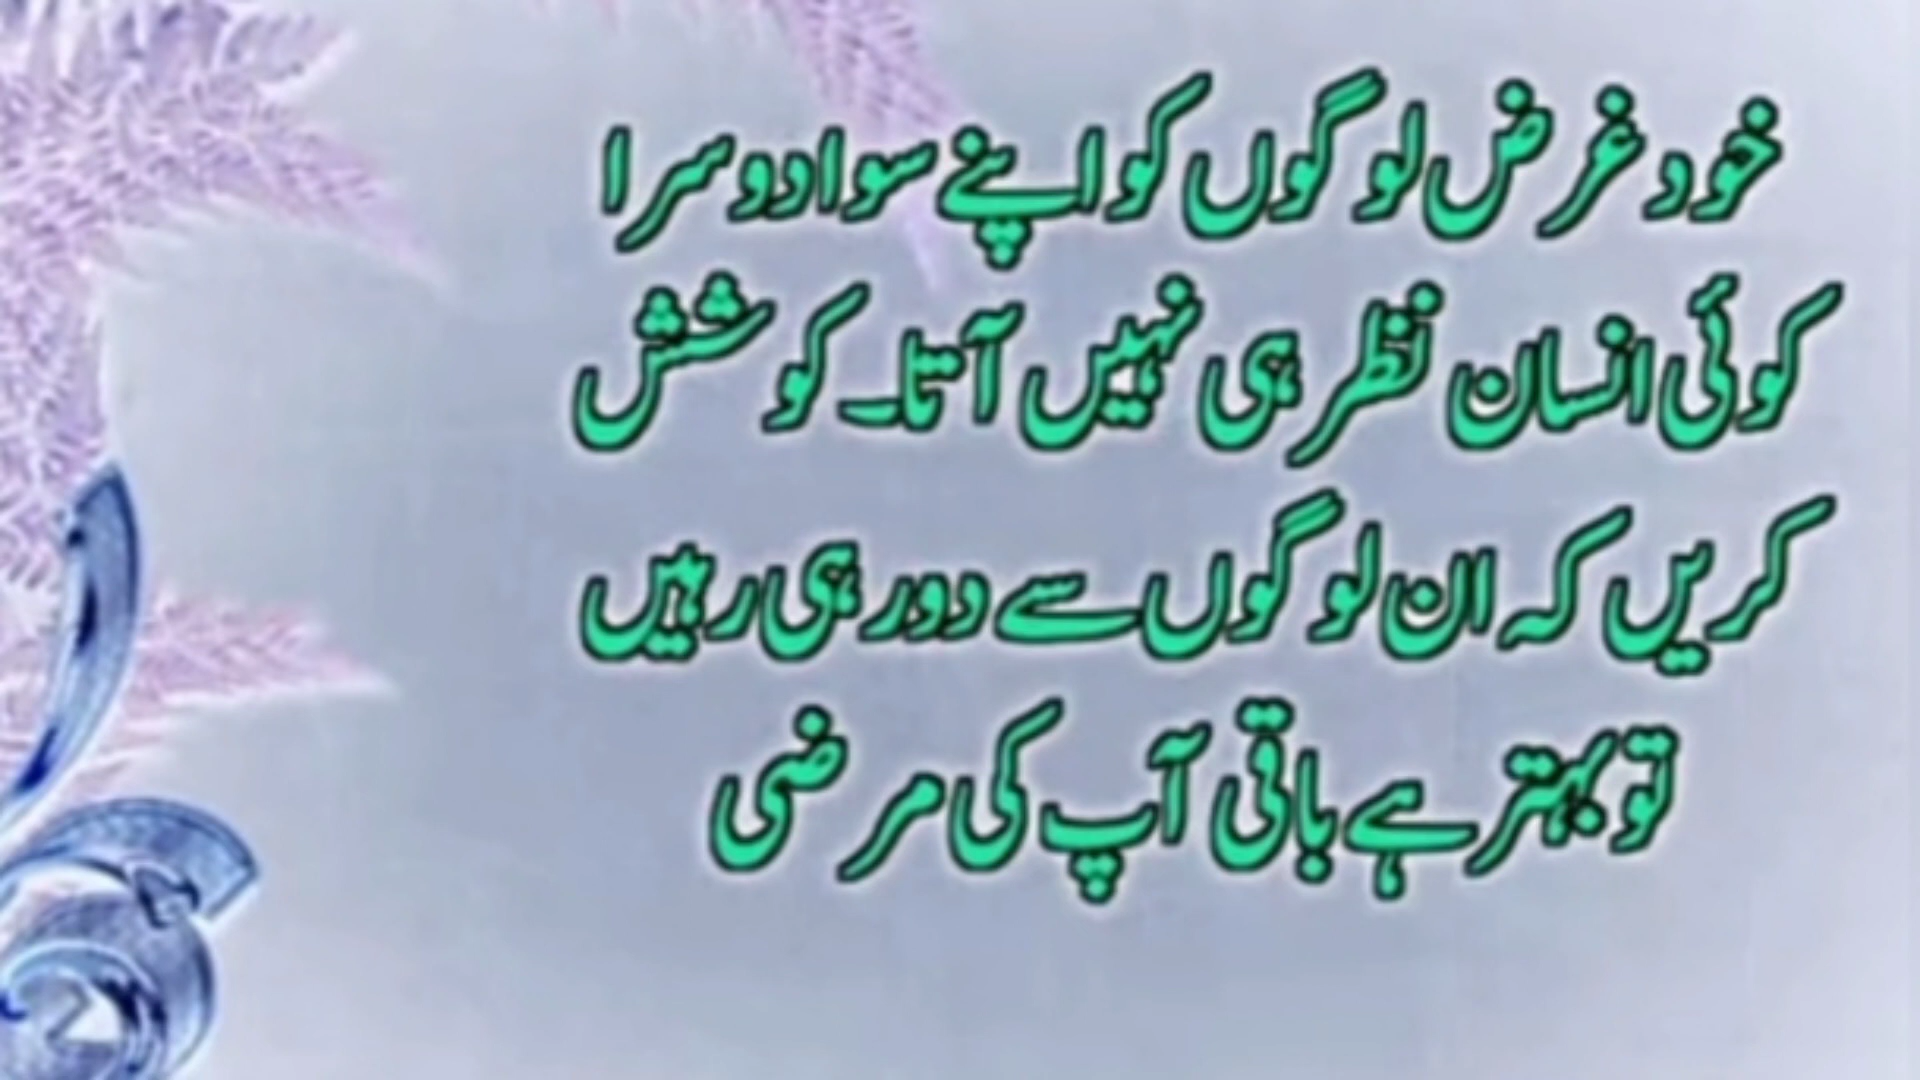 خود غرض لوگوں کو اپنے سوا دوسرا
کوئی انسان نظر ہی نہیں آتا۔ کوشش
کریں کہ ان لوگوں سے دور ہی رہیں
تو بہتر ہے باقی آپ کی مرضی